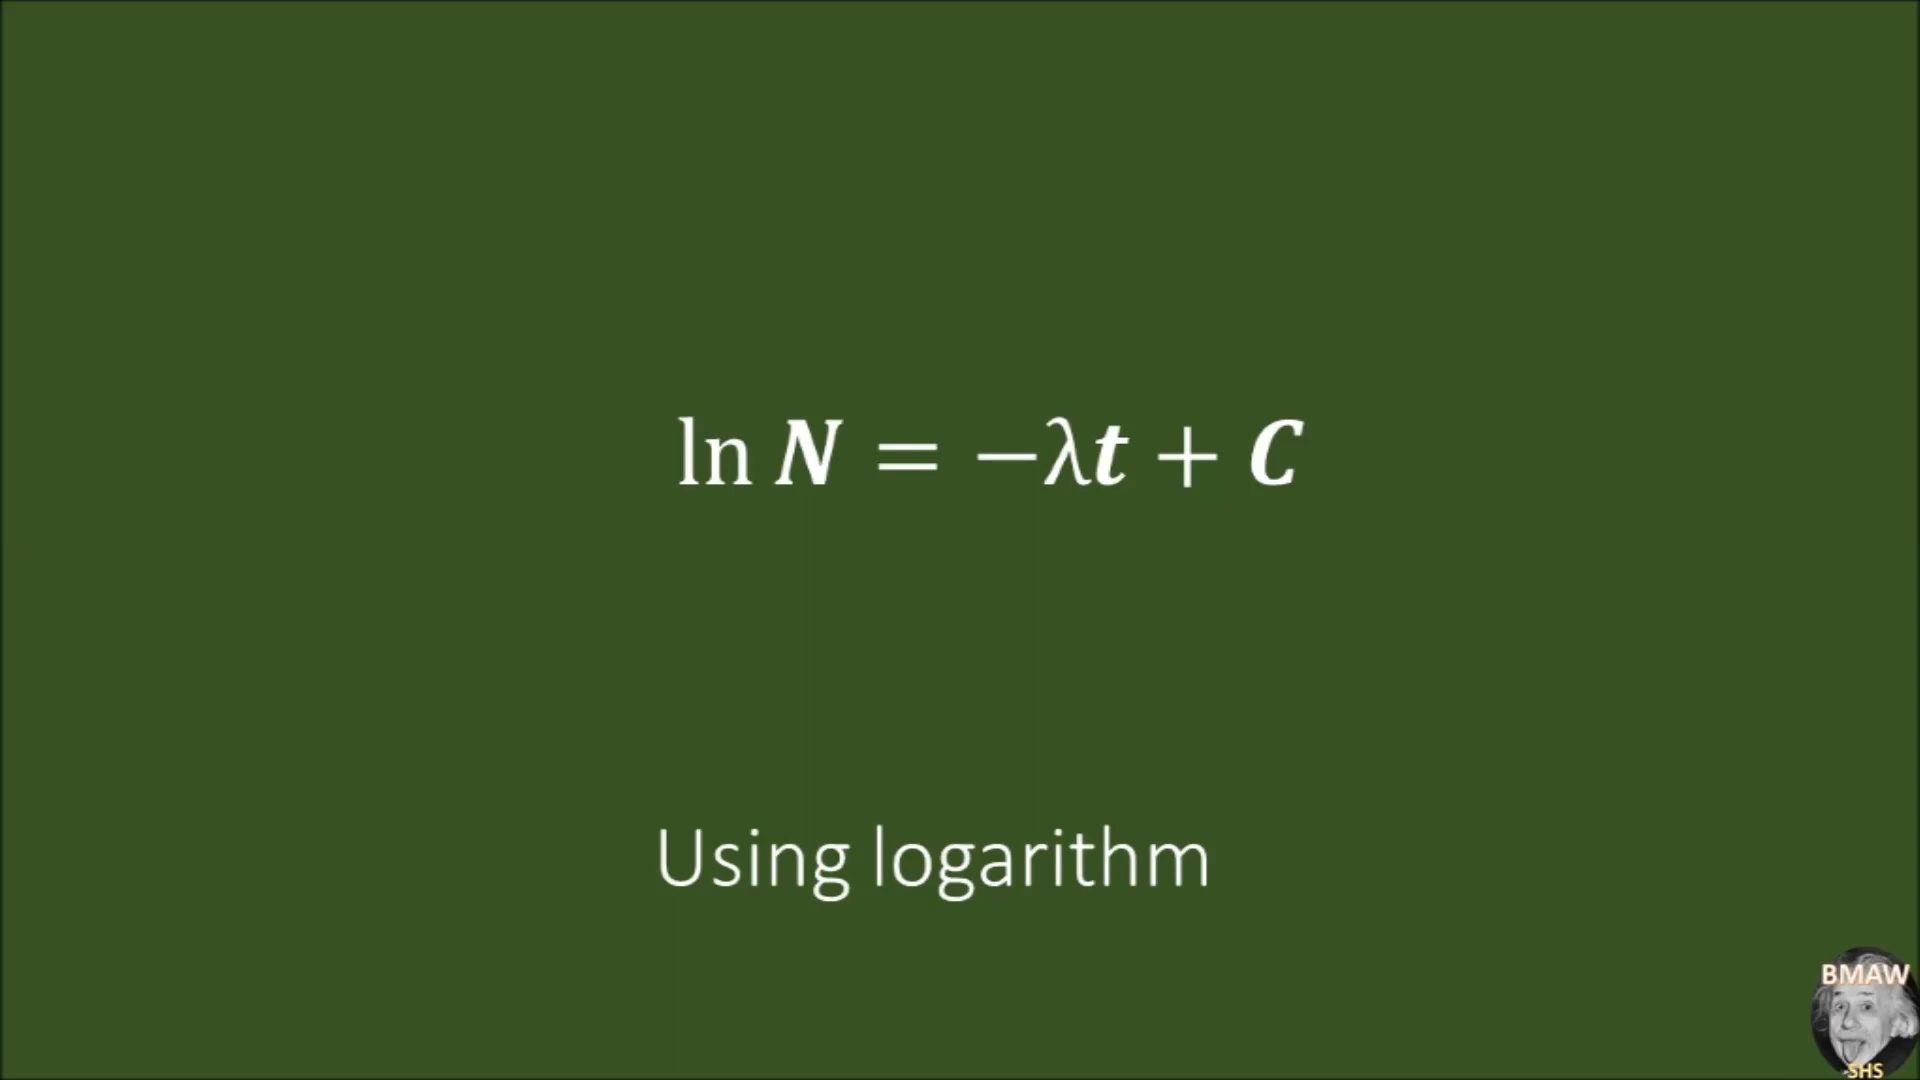 ln N = −λt + C
Using logarithm
BMAW
SHS